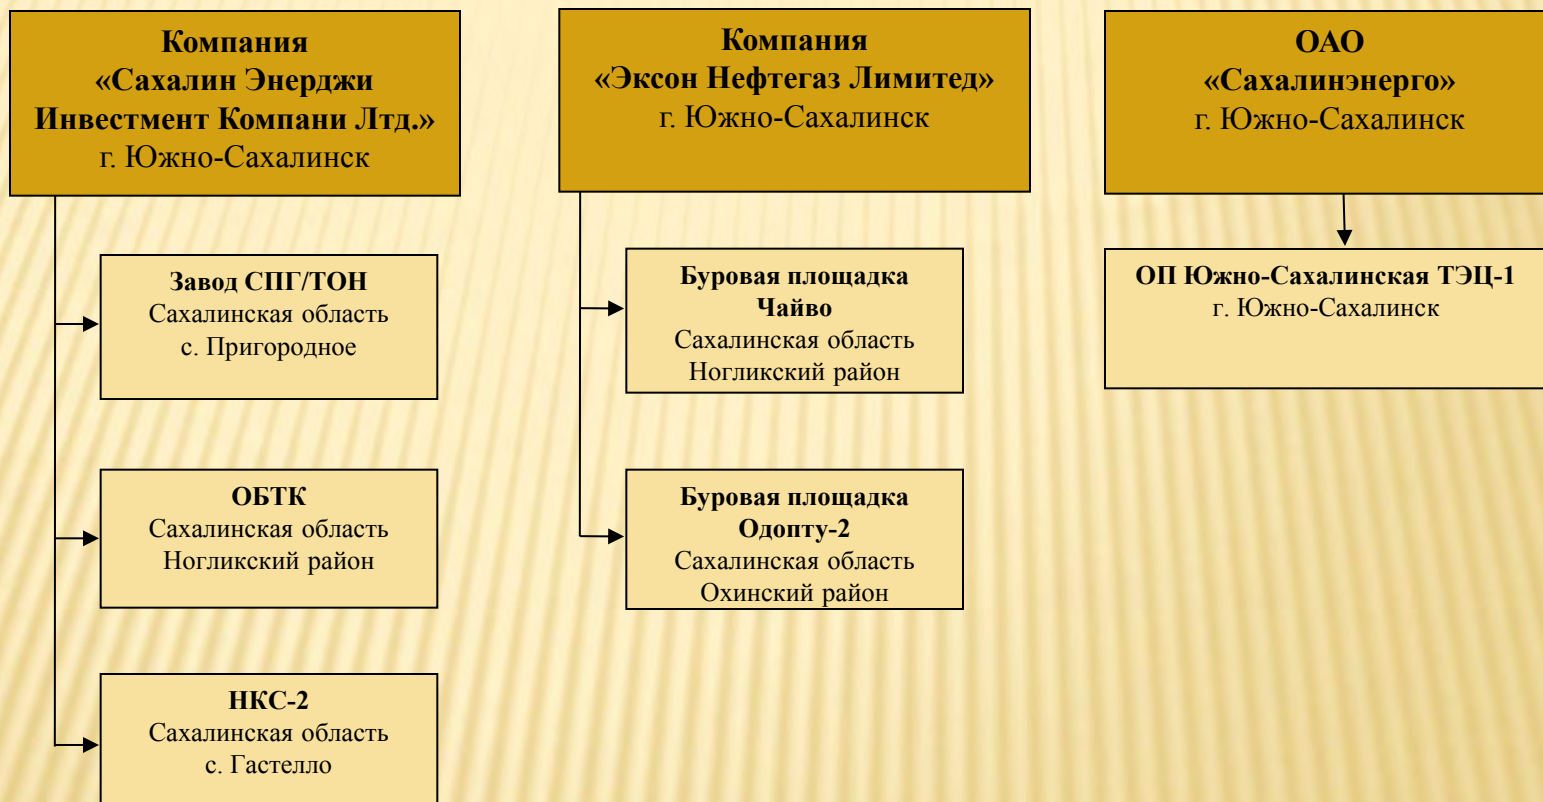 Компания
«Сахалин Энерджи
Инвестмент Компани Лтд.»
г. Южно-Сахалинск
Завод СПГ/ТОН
Сахалинская область
с. Пригородное
ОБТК
Сахалинская область
Ногликский район
НКС-2
Сахалинская область
с. Гастелло
Компания
«Эксон Нефтегаз Лимитед»
г. Южно-Сахалинск
Буровая площадка
Чайво
Сахалинская область
Ногликский район
Буровая площадка
Одопту-2
Сахалинская область
Охинский район
ОАО
«Сахалинэнерго»
г. Южно-Сахалинск
ОП Южно-Сахалинская ТЭЦ-1
г. Южно-Сахалинск